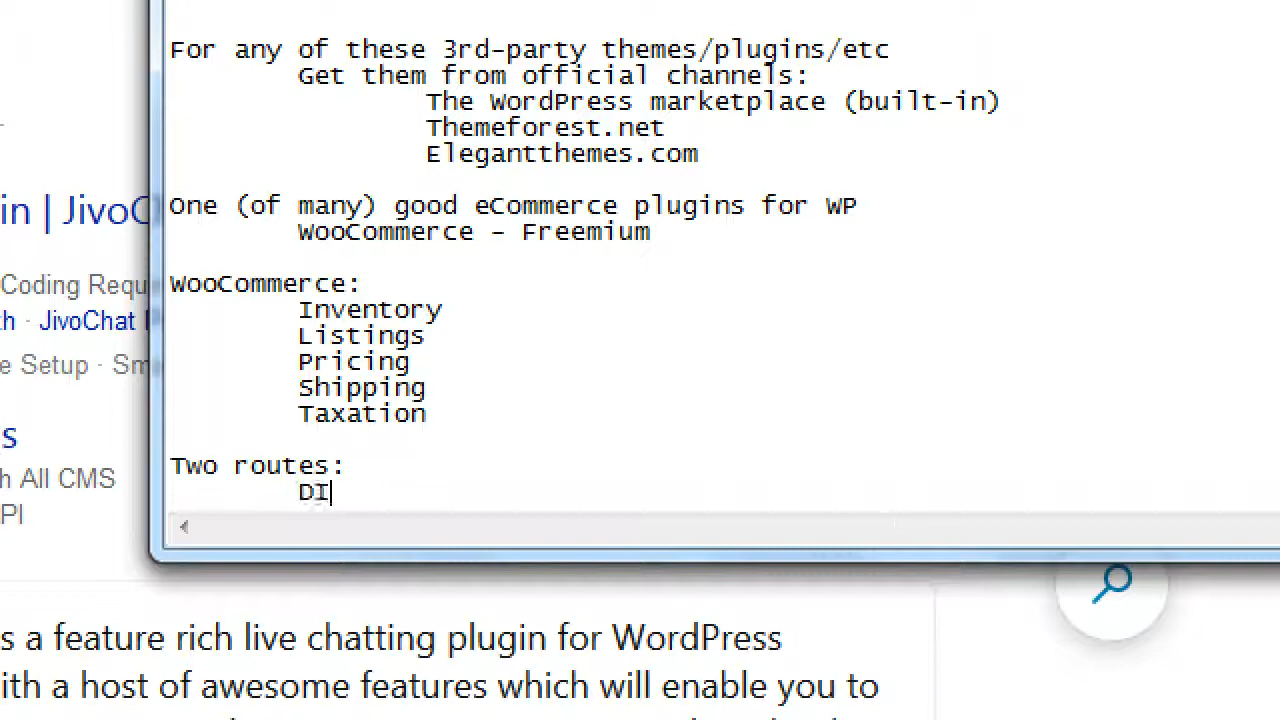 For any of these 3rd-party themes/plugins/etc
Get them from official channels:
The WordPress marketplace (built-in)
Themeforest.net
Elegantthemes.com
in | JivoC
One (of many) good eCommerce plugins for WP
WooCommerce - Freemium
Coding Requ
WooCommerce:
th · JivoChat
Inventory
Listings
e Setup · Sm
Pricing
Shipping
Taxation
s
Two routes:
h All CMS
DI
PI
s a feature rich live chatting plugin for WordPress
ith a host of awesome features which will enable you to